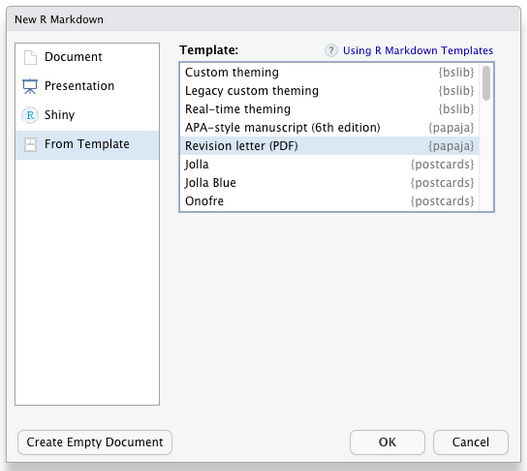 New R Markdown
Document
Presentation
R Shiny
From Template
Template:
? Using R Markdown Templates
Custom theming {bslib}
Legacy custom theming {bslib}
Real-time theming {bslib}
APA-style manuscript (6th edition) {papaja}
Revision letter (PDF) {papaja}
Jolla {postcards}
Jolla Blue {postcards}
Onofre {postcards}
Create Empty Document
OK
Cancel